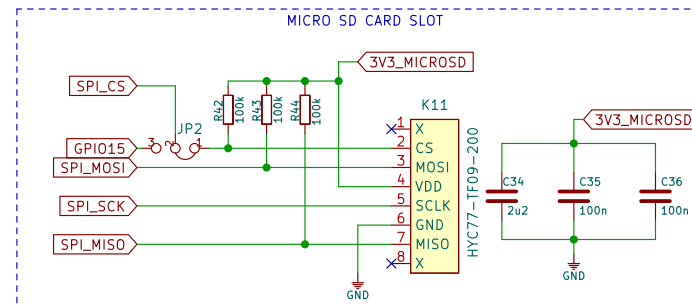 MICRO SD CARD SLOT
3V3_MICROSD
SPI_CS
R42
100k
R43
100k
R44
100k
K11
3V3_MICROSD
JP2
GPIO15
3
2
1
SPI_MOSI
SPI_SCK
SPI_MISO
1 X
2 CS
3 MOSI
4 VDD
5 SCLK
6 GND
7 MISO
8 X
HYC77-TF09-200
C34
2u2
C35
100n
C36
100n
GND
GND